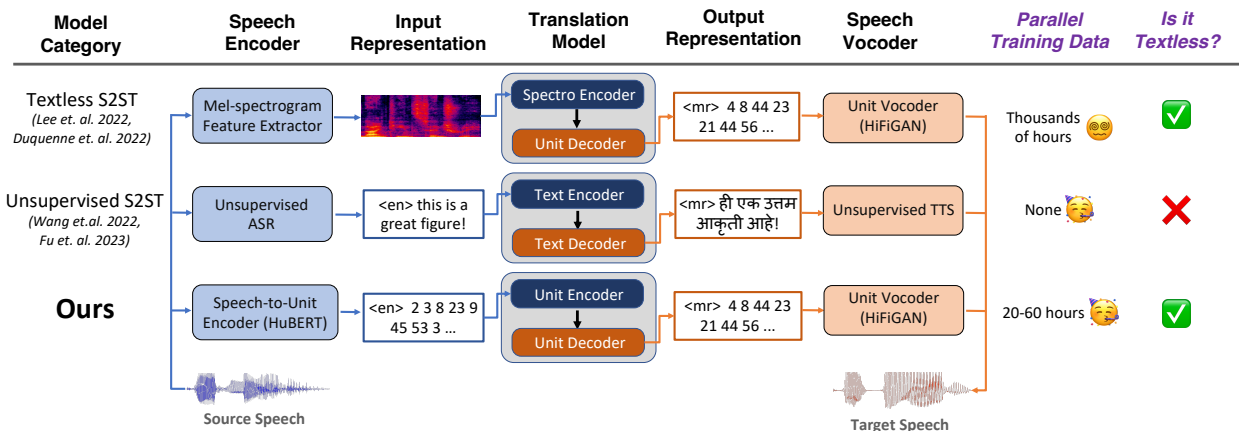 Model Category
Speech Encoder
Input Representation
Translation Model
Output Representation
Speech Vocoder
Parallel Training Data
Is it Textless?
Textless S2ST
(Lee et. al. 2022,
Duquenne et. al. 2022)
Mel-spectrogram
Feature Extractor
Spectro Encoder
Unit Decoder
<mr> 4 8 44 23
21 44 56 ...
Unit Vocoder
(HiFiGAN)
Thousands
of hours
Unsupervised S2ST
(Wang et.al. 2022,
Fu et. al. 2023)
Unsupervised
ASR
<en> this is a
great figure!
Text Encoder
Text Decoder
<mr> ही एक उत्तम
आकृती आहे!
Unsupervised TTS
None
Ours
Speech-to-Unit
Encoder (HuBERT)
<en> 2 3 8 23 9
45 53 3 ...
Unit Encoder
Unit Decoder
<mr> 4 8 44 23
21 44 56 ...
Unit Vocoder
(HiFiGAN)
20-60 hours
Source Speech
Target Speech